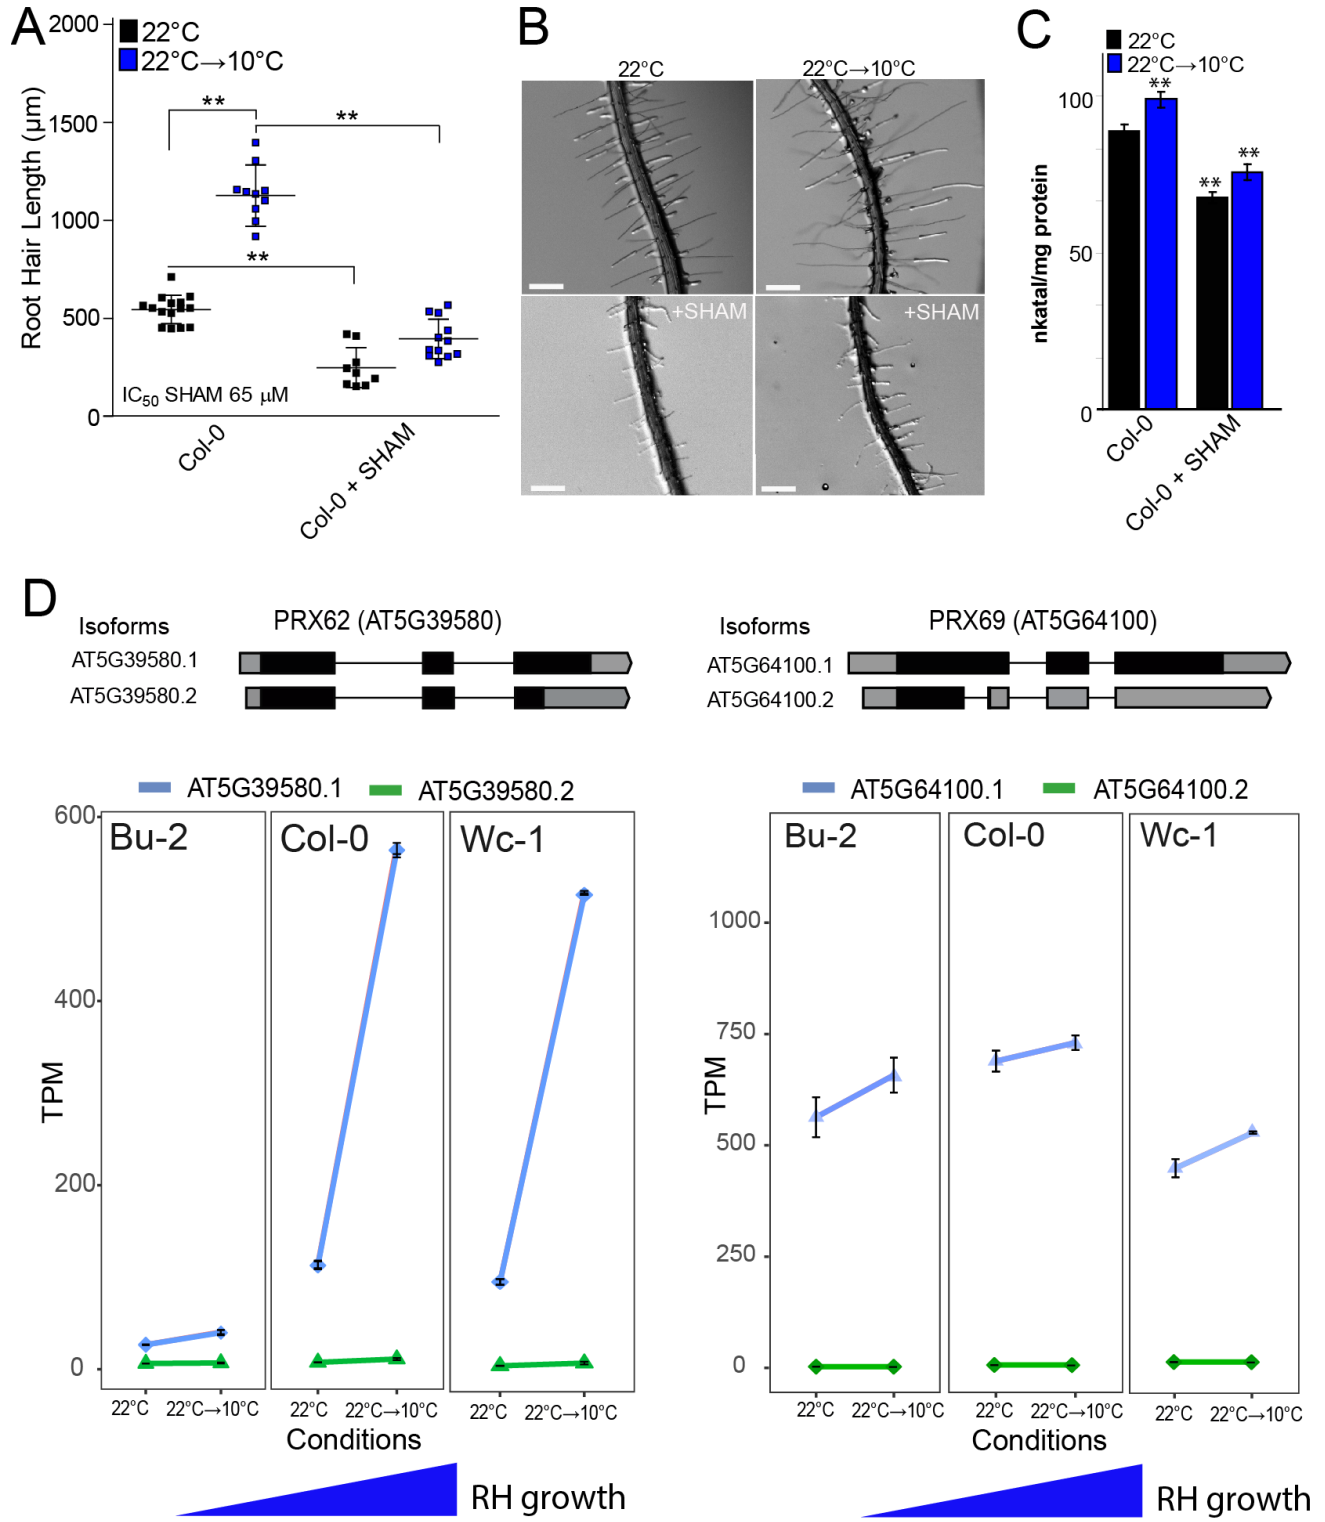 A
2000
1500
1000
500
0
Root Hair Length (µm)
22°C
22°C→10°C
**
**
**
IC50 SHAM 65 µM
Col-0
Col-0 + SHAM
B
22°C
22°C→10°C
+SHAM
+SHAM
C
22°C
22°C→10°C
100
50
0
nkatal/mg protein
**
**
**
Col-0
Col-0 + SHAM
D
Isoforms
PRX62 (AT5G39580)
AT5G39580.1
AT5G39580.2
Isoforms
PRX69 (AT5G64100)
AT5G64100.1
AT5G64100.2
AT5G39580.1
AT5G39580.2
600
400
200
0
TPM
Bu-2
Col-0
Wc-1
22°C
22°C→10°C
22°C
22°C→10°C
22°C
22°C→10°C
Conditions
RH growth
AT5G64100.1
AT5G64100.2
1000
750
500
250
0
TPM
Bu-2
Col-0
Wc-1
22°C
22°C→10°C
22°C
22°C→10°C
22°C
22°C→10°C
Conditions
RH growth